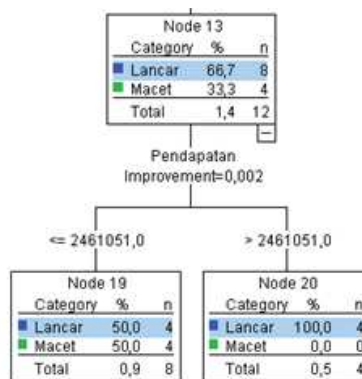 Node 13
Category % n
Lancar 66,7 8
Macet 33,3 4
Total 1,4 12
Pendapatan
Improvement=0,002
<= 2461051,0 > 2461051,0
Node 19 Node 20
Category % n Category % n
Lancar 50,0 4 Lancar 100,0 4
Macet 50,0 4 Macet 0,0 0
Total 0,9 8 Total 0,5 4